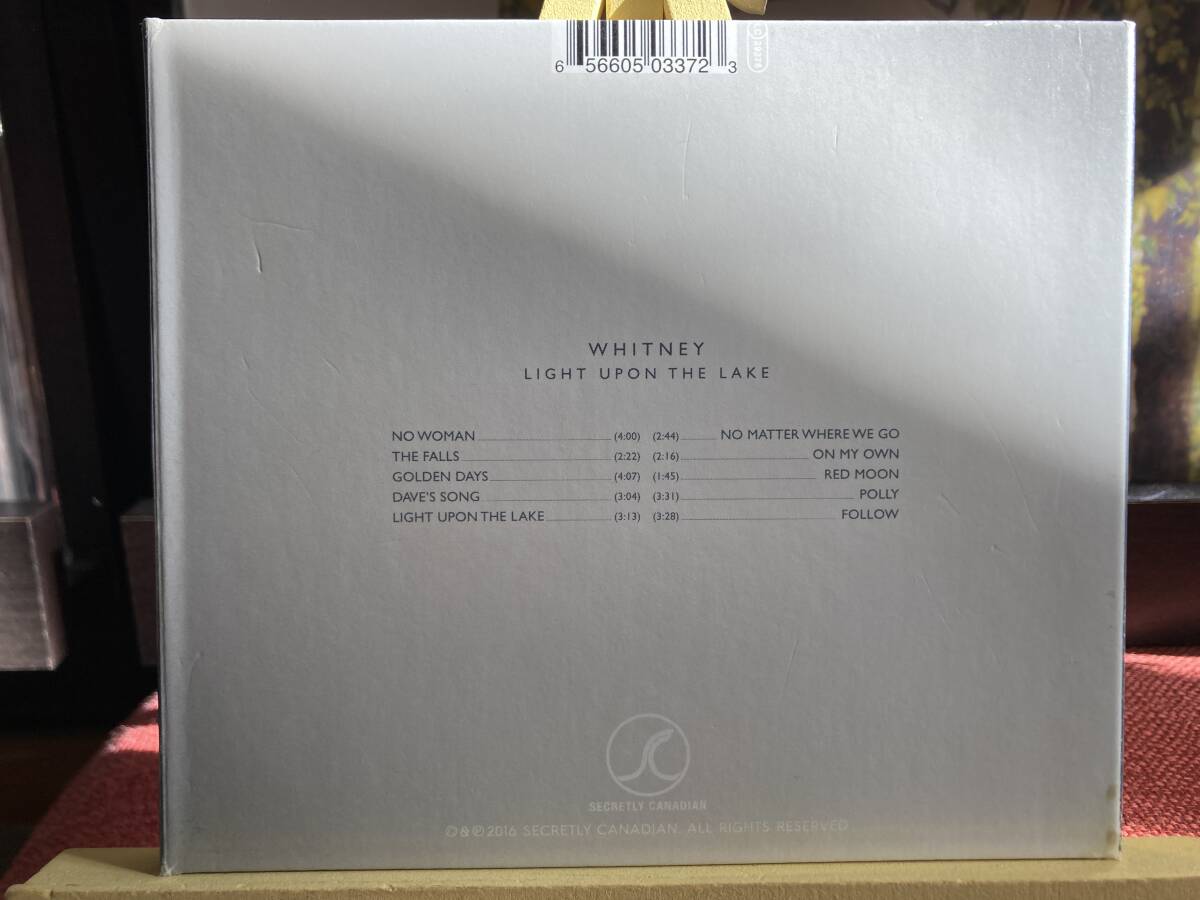 6 56605 03372 3
WHITNEY
LIGHT UPON THE LAKE
NO WOMAN (4:00) (2:44) NO MATTER WHERE WE GO
THE FALLS (2:22) (2:16) ON MY OWN
GOLDEN DAYS (4:07) (1:45) RED MOON
DAVE'S SONG (3:04) (3:31) POLLY
LIGHT UPON THE LAKE (3:13) (3:28) FOLLOW
SECRETLY CANADIAN
©&℗2016 SECRETLY CANADIAN. ALL RIGHTS RESERVED